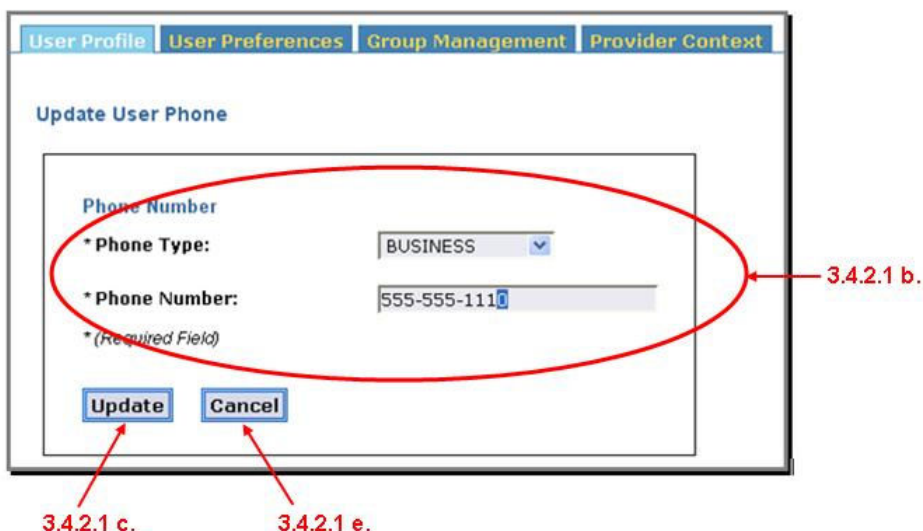 User Profile User Preferences Group Management Provider Context
Update User Phone
Phone Number
* Phone Type: BUSINESS
3.4.2.1 b.
* Phone Number: 555-555-1110
* (Required Field)
Update Cancel
3.4.2.1 c. 3.4.2.1 e.